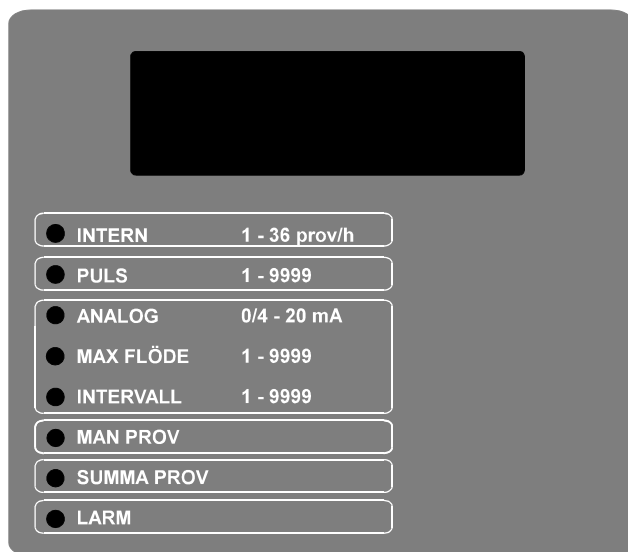 INTERN 1 - 36 prov/h
PULS 1 - 9999
ANALOG 0/4 - 20 mA
MAX FLÖDE 1 - 9999
INTERVALL 1 - 9999
MAN PROV
SUMMA PROV
LARM